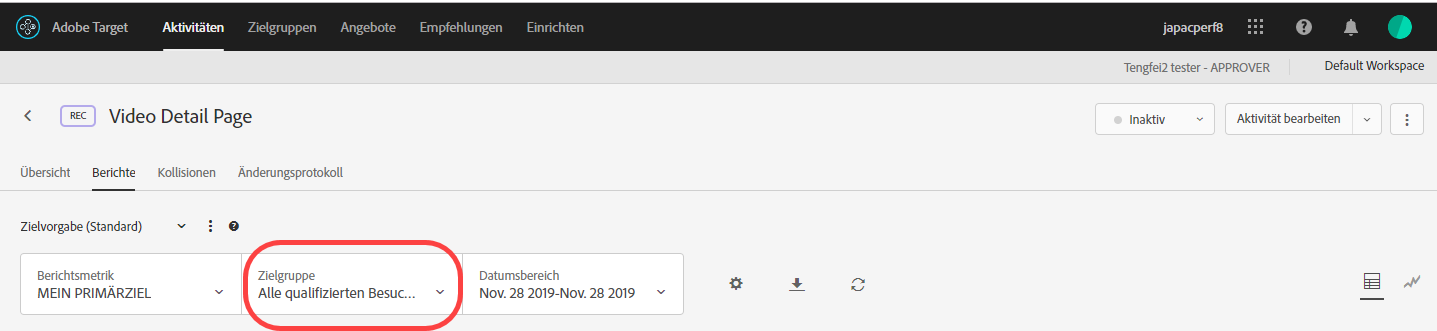 Adobe Target Aktivitäten Zielgruppen Angebote Empfehlungen Einrichten japacperf8
Tengfei2 tester - APPROVER Default Workspace
REC Video Detail Page Inaktiv Aktivität bearbeiten
Übersicht Berichte Kollisionen Änderungsprotokoll
Zielvorgabe (Standard)
Berichtsmetrik Zielgruppe Datumsbereich
MEIN PRIMÄRZIEL Alle qualifizierten Besuc... Nov. 28 2019-Nov. 28 2019